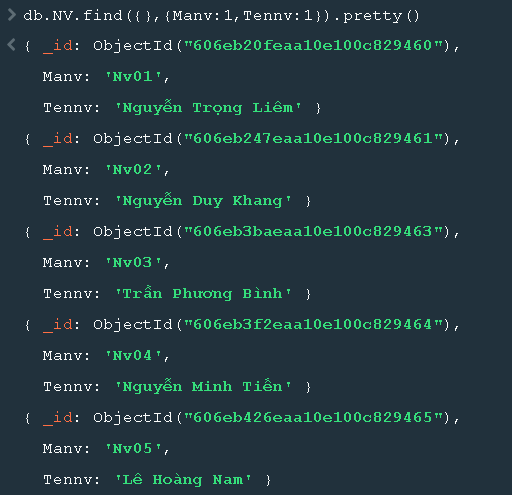 > db.NV.find({},{Manv:1,Tennv:1}).pretty()
< { _id: ObjectId("606eb20feaa10e100c829460"),
Manv: 'Nv01',
Tennv: 'Nguyễn Trọng Liêm' }
{ _id: ObjectId("606eb247eaa10e100c829461"),
Manv: 'Nv02',
Tennv: 'Nguyễn Duy Khang' }
{ _id: ObjectId("606eb3baeaa10e100c829463"),
Manv: 'Nv03',
Tennv: 'Trần Phương Bình' }
{ _id: ObjectId("606eb3f2eaa10e100c829464"),
Manv: 'Nv04',
Tennv: 'Nguyễn Minh Tiến' }
{ _id: ObjectId("606eb426eaa10e100c829465"),
Manv: 'Nv05',
Tennv: 'Lê Hoàng Nam' }